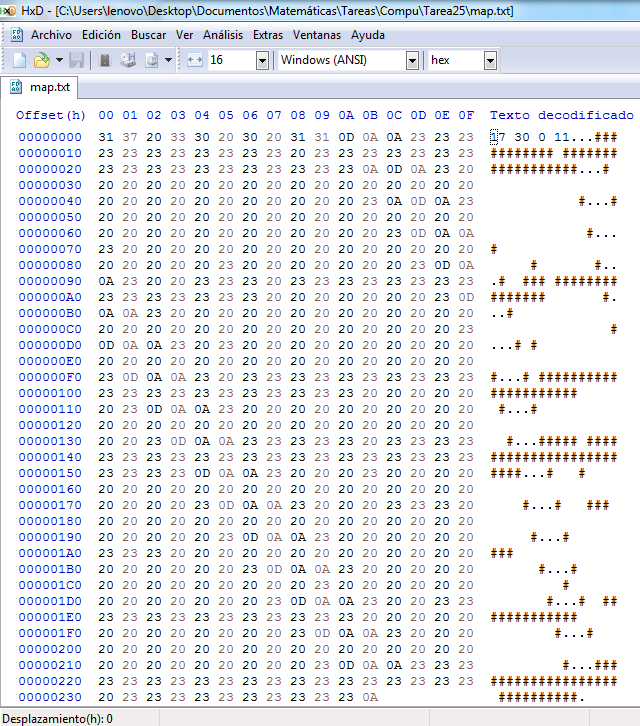 HxD - [C:\Users\lenovo\Desktop\Documentos\Matemáticas\Tareas\Compu\Tarea25\map.txt]
Archivo Edición Buscar Ver Análisis Extras Ventanas Ayuda
16 Windows (ANSI) hex
map.txt
Offset(h) 00 01 02 03 04 05 06 07 08 09 0A 0B 0C 0D 0E 0F Texto decodificado
00000000 31 37 20 33 30 20 30 20 31 31 0D 0A 0A 23 23 23 17 30 0 11...###
00000010 23 23 23 23 23 23 23 23 20 23 23 23 23 23 23 23 ######## #######
00000020 23 23 23 23 23 23 23 23 23 23 23 0A 0D 0A 23 20 ###########...#
00000030 20 20 20 20 20 20 20 20 20 20 20 20 20 20 20 20
00000040 20 20 20 20 20 20 20 20 20 20 20 23 0A 0D 0A 23 #...#
00000050 20 20 20 20 20 20 20 20 20 20 20 20 20 20 20 20
00000060 20 20 20 20 20 20 20 20 20 20 20 20 23 0D 0A 0A #...
00000070 23 20 20 20 20 20 20 20 20 20 20 20 20 20 20 20 #
00000080 20 20 20 20 20 23 20 20 20 20 20 20 20 23 0D 0A # #..
00000090 0A 23 20 20 23 23 23 20 23 23 23 23 23 23 23 23 .# ### ########
000000A0 23 23 23 23 23 23 23 20 20 20 20 20 20 20 23 0D ####### #.
000000B0 0A 0A 23 20 20 20 20 20 20 20 20 20 20 20 20 20 ..#
000000C0 20 20 20 20 20 20 20 20 20 20 20 20 20 20 20 23 #
000000D0 0D 0A 0A 23 20 23 20 20 20 20 20 20 20 20 20 20 ...# #
000000E0 20 20 20 20 20 20 20 20 20 20 20 20 20 20 20 20
000000F0 23 0D 0A 0A 23 20 23 23 23 23 23 23 23 23 23 23 #...# ##########
00000100 23 23 23 23 23 23 23 23 23 23 23 20 20 20 20 20 ###########
00000110 20 23 0D 0A 0A 23 20 20 20 20 20 20 20 20 20 20 #...#
00000120 20 20 20 20 20 20 20 20 20 20 20 20 20 20 20 20
00000130 20 20 23 0D 0A 0A 23 23 23 23 23 20 23 23 23 23 #...##### ####
00000140 23 23 23 23 23 23 23 23 23 23 23 23 23 23 23 23 ################
00000150 23 23 23 23 0D 0A 0A 23 20 20 20 23 20 20 20 20 ####...# #
00000160 20 20 20 20 20 20 20 20 20 20 20 20 20 20 20 20
00000170 20 20 20 20 23 0D 0A 0A 23 20 20 20 23 23 23 20 #...# ###
00000180 20 20 20 20 20 20 20 20 20 20 20 20 20 20 20 20
00000190 20 20 20 20 20 23 0D 0A 0A 23 20 20 20 20 20 20 #...#
000001A0 23 23 23 20 20 20 20 20 20 20 20 20 20 20 20 20 ###
000001B0 20 20 20 20 20 20 23 0D 0A 0A 23 20 20 20 20 20 #...#
000001C0 20 20 20 20 20 20 20 20 20 23 20 20 20 20 20 20 #
000001D0 20 20 20 20 20 20 20 23 0D 0A 0A 23 20 20 23 23 #...# ##
000001E0 23 23 23 23 23 23 23 23 23 23 23 20 20 20 20 20 ###########
000001F0 20 20 20 20 20 20 20 20 23 0D 0A 0A 23 20 20 20 #...#
00000200 20 20 20 20 20 20 20 20 20 20 20 20 20 20 20 20
00000210 20 20 20 20 20 20 20 20 20 23 0D 0A 0A 23 23 23 #...###
00000220 23 23 23 23 23 23 23 23 23 23 23 23 23 23 23 23 ################
00000230 20 23 23 23 23 23 23 23 23 23 23 0A ##########.
Desplazamiento(h): 0